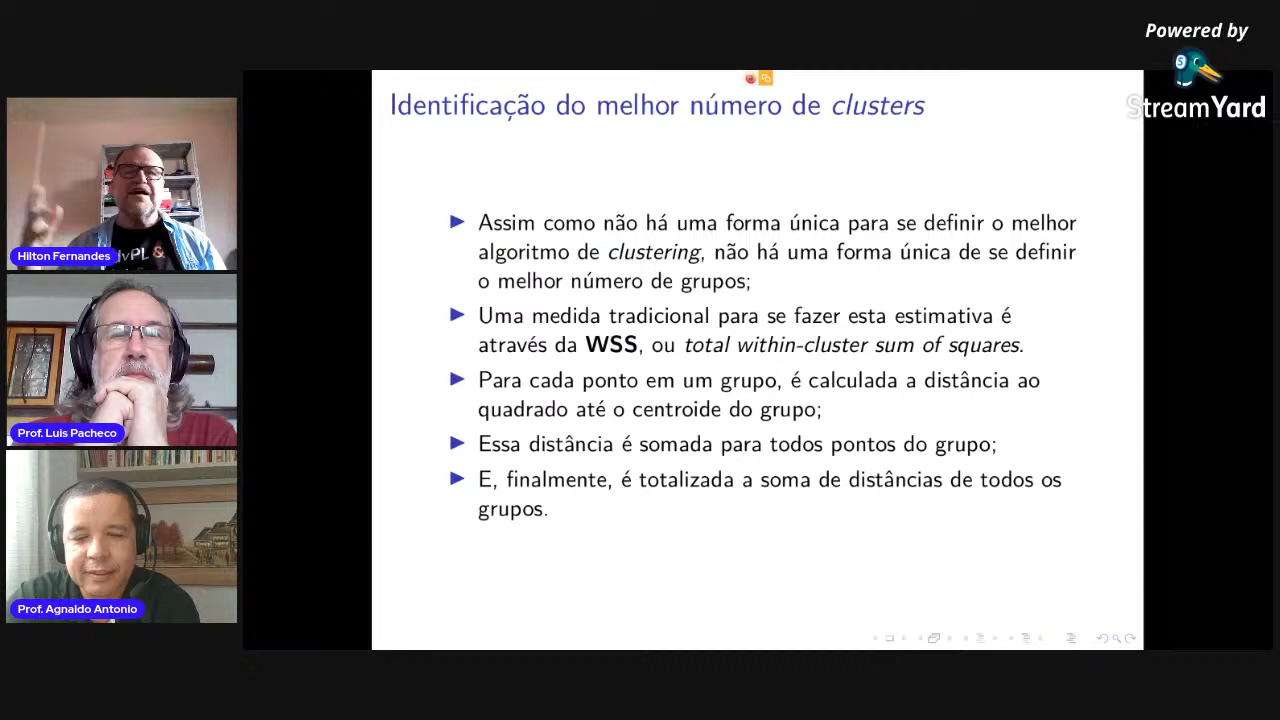 Powered by
StreamYard
Identificação do melhor número de clusters
Assim como não há uma forma única para se definir o melhor
algoritmo de clustering, não há uma forma única de se definir
o melhor número de grupos;
Uma medida tradicional para se fazer esta estimativa é
através da WSS, ou total within-cluster sum of squares.
Para cada ponto em um grupo, é calculada a distância ao
quadrado até o centroide do grupo;
Essa distância é somada para todos pontos do grupo;
E, finalmente, é totalizada a soma de distâncias de todos os
grupos.
Hilton Fernandes
Prof. Luis Pacheco
Prof. Agnaldo Antonio